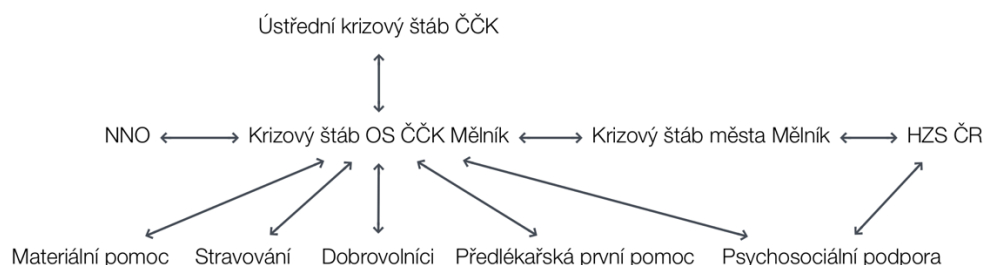 Ústřední krizový štáb ČČK
NNO Krizový štáb OS ČČK Mělník Krizový štáb města Mělník HZS ČR
Materiální pomoc Stravování Dobrovolníci Předlékařská první pomoc Psychosociální podpora